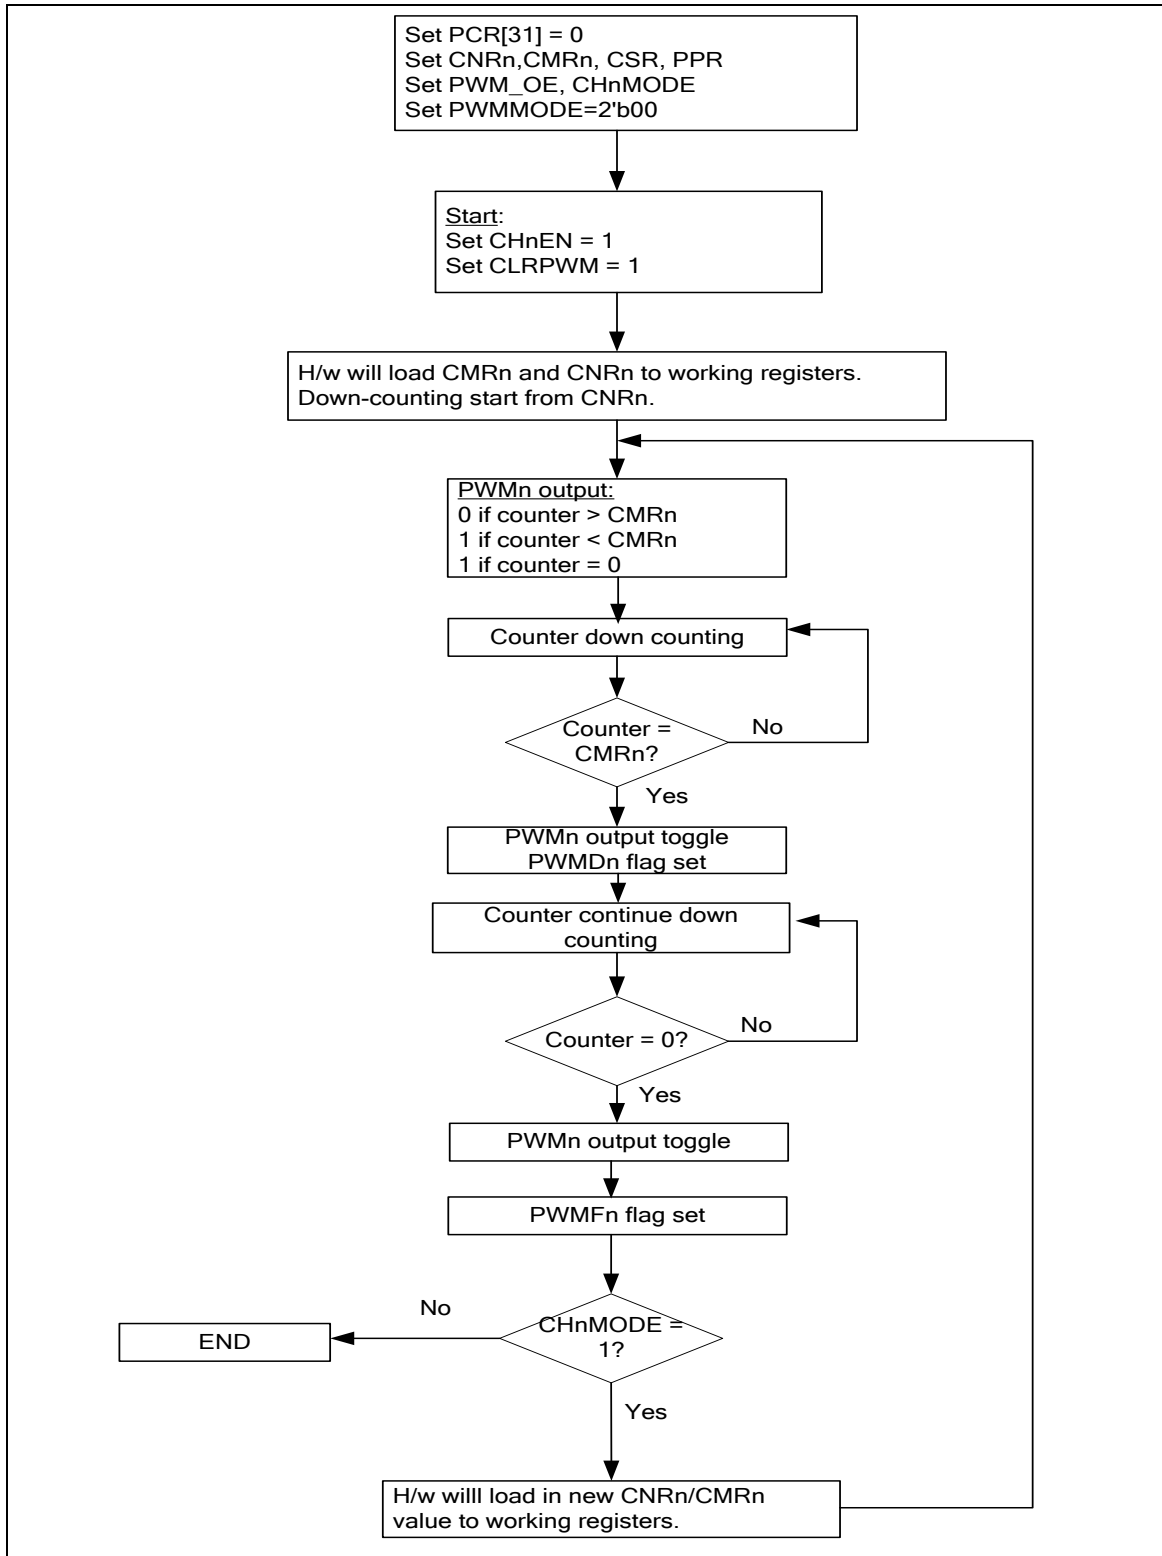 Set PCR[31] = 0
Set CNRn,CMRn, CSR, PPR
Set PWM_OE, CHnMODE
Set PWMMODE=2'b00
Start:
Set CHnEN = 1
Set CLRPWM = 1
H/w will load CMRn and CNRn to working registers.
Down-counting start from CNRn.
PWMn output:
0 if counter > CMRn
1 if counter < CMRn
1 if counter = 0
Counter down counting
Counter =
CMRn?
No
Yes
PWMn output toggle
PWMDn flag set
Counter continue down
counting
Counter = 0?
No
Yes
PWMn output toggle
PWMFn flag set
CHnMODE =
1?
No
END
Yes
H/w willl load in new CNRn/CMRn
value to working registers.